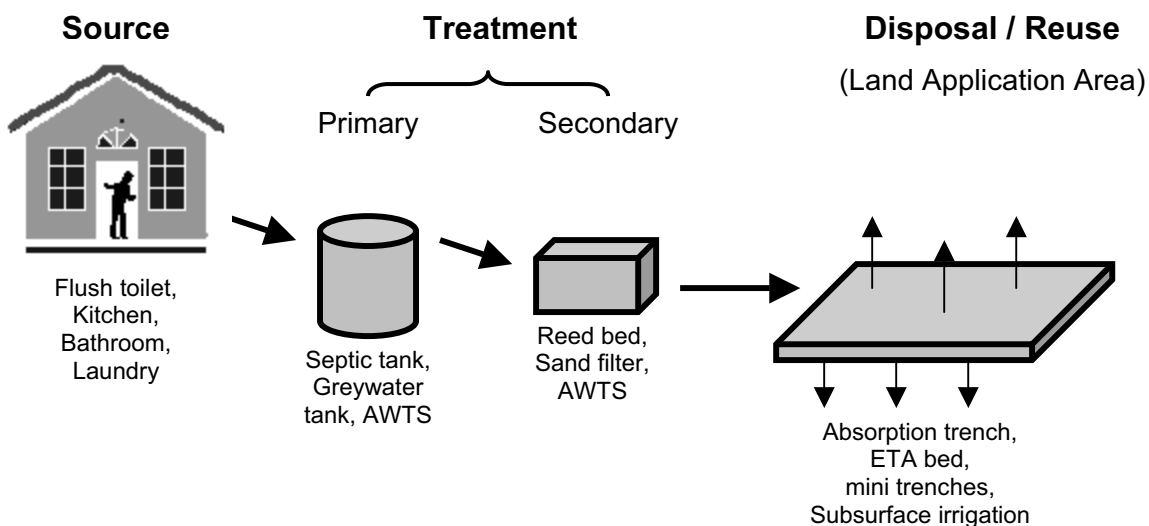 Source
Treatment
Disposal / Reuse
(Land Application Area)
Primary
Secondary
Flush toilet,
Kitchen,
Bathroom,
Laundry
Septic tank,
Greywater
tank, AWTS
Reed bed,
Sand filter,
AWTS
Absorption trench,
ETA bed,
mini trenches,
Subsurface irrigation